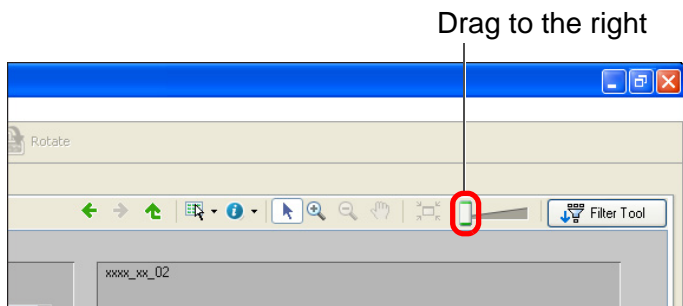 Drag to the right
Rotate
Filter Tool
xxxx_xx_02